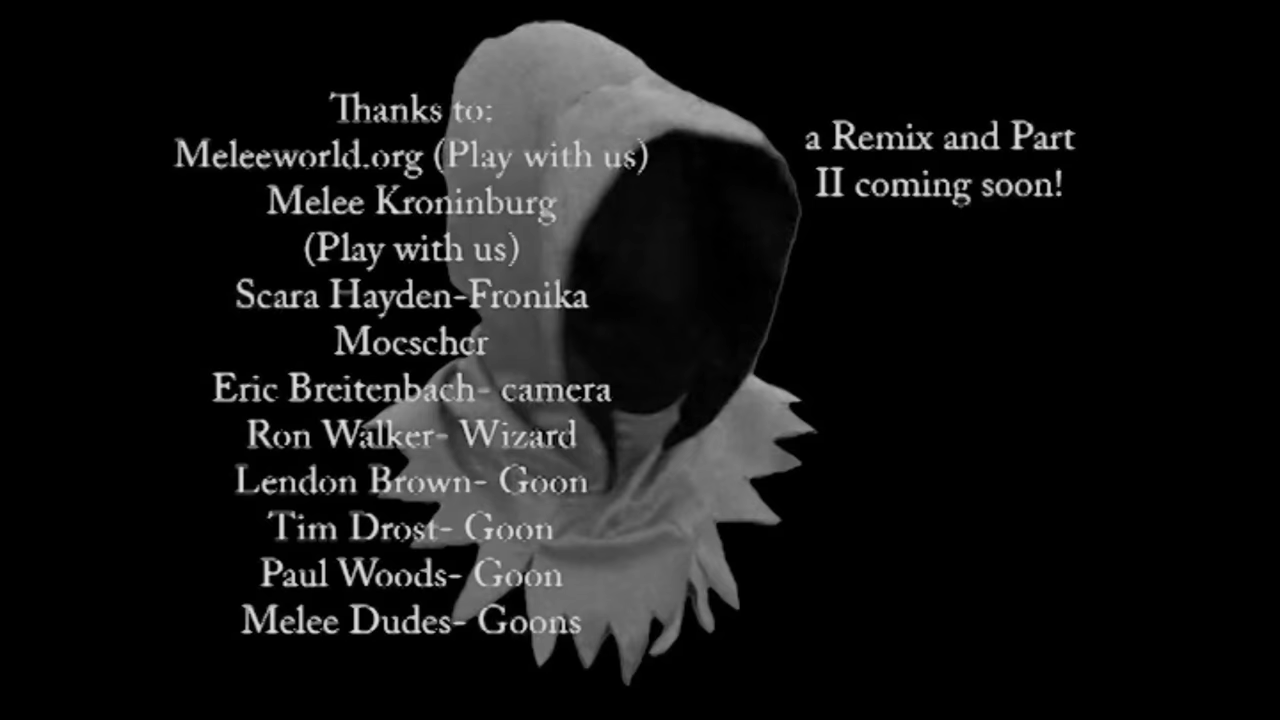 Thanks to:
Meleeworld.org (Play with us)
Melee Kroninburg
(Play with us)
Scara Hayden-Fronika
Moescher
Eric Breitenbach- camera
Ron Walker- Wizard
Lendon Brown- Goon
Tim Drost- Goon
Paul Woods- Goon
Melee Dudes- Goons
a Remix and Part
II coming soon!